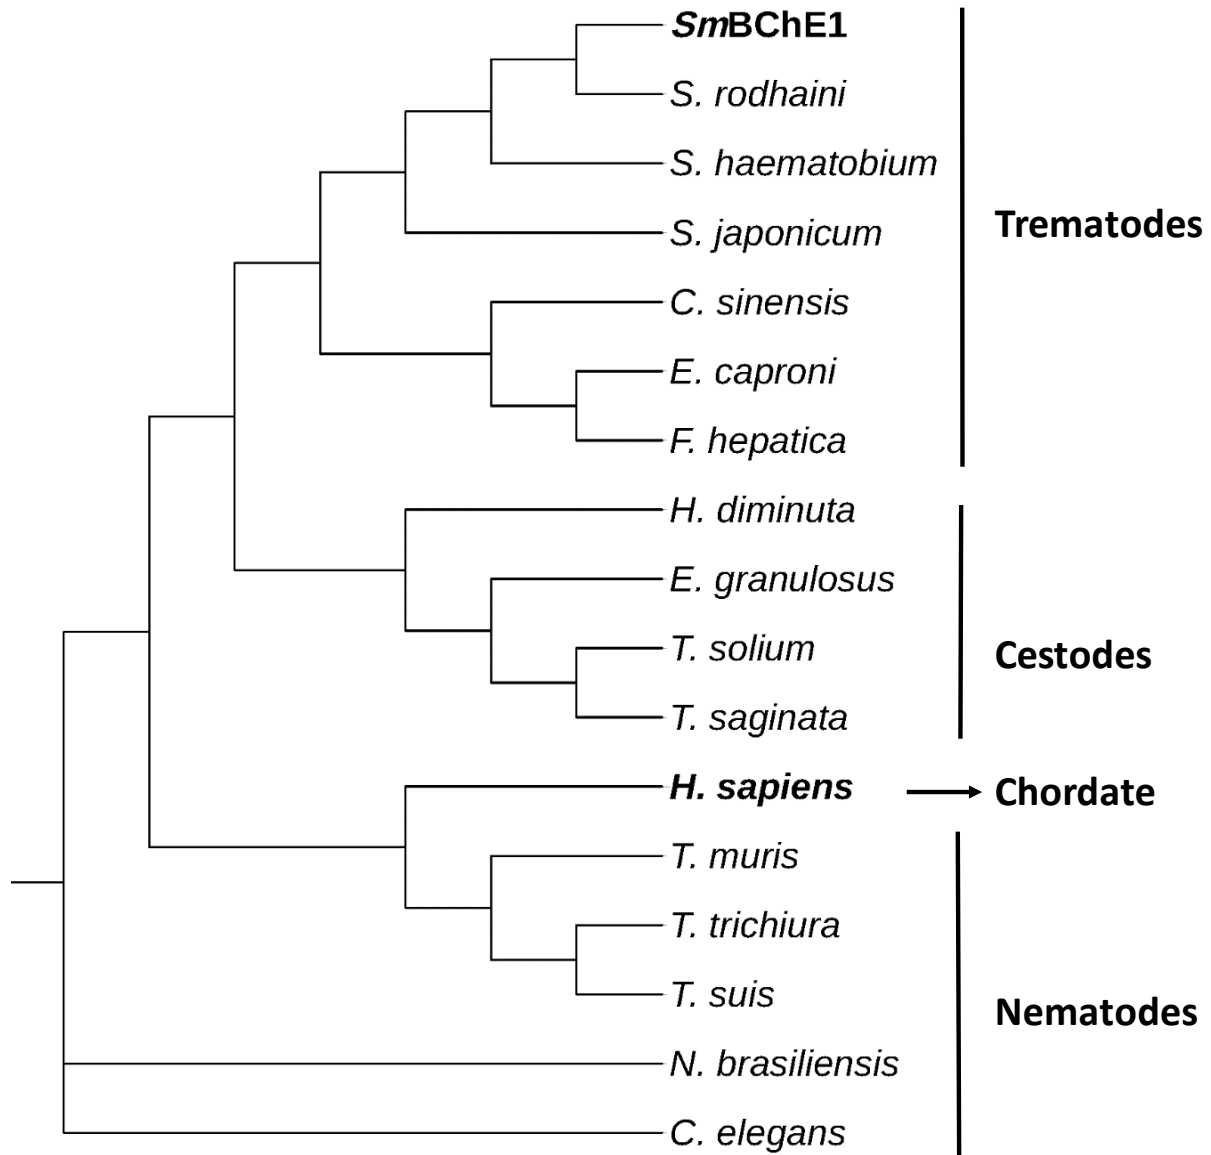 SmBChE1
S. rodhaini
S. haematobium
S. japonicum
Trematodes
C. sinensis
E. caproni
F. hepatica
H. diminuta
E. granulosus
T. solium
Cestodes
T. saginata
H. sapiens
Chordate
T. muris
T. trichiura
T. suis
Nematodes
N. brasiliensis
C. elegans